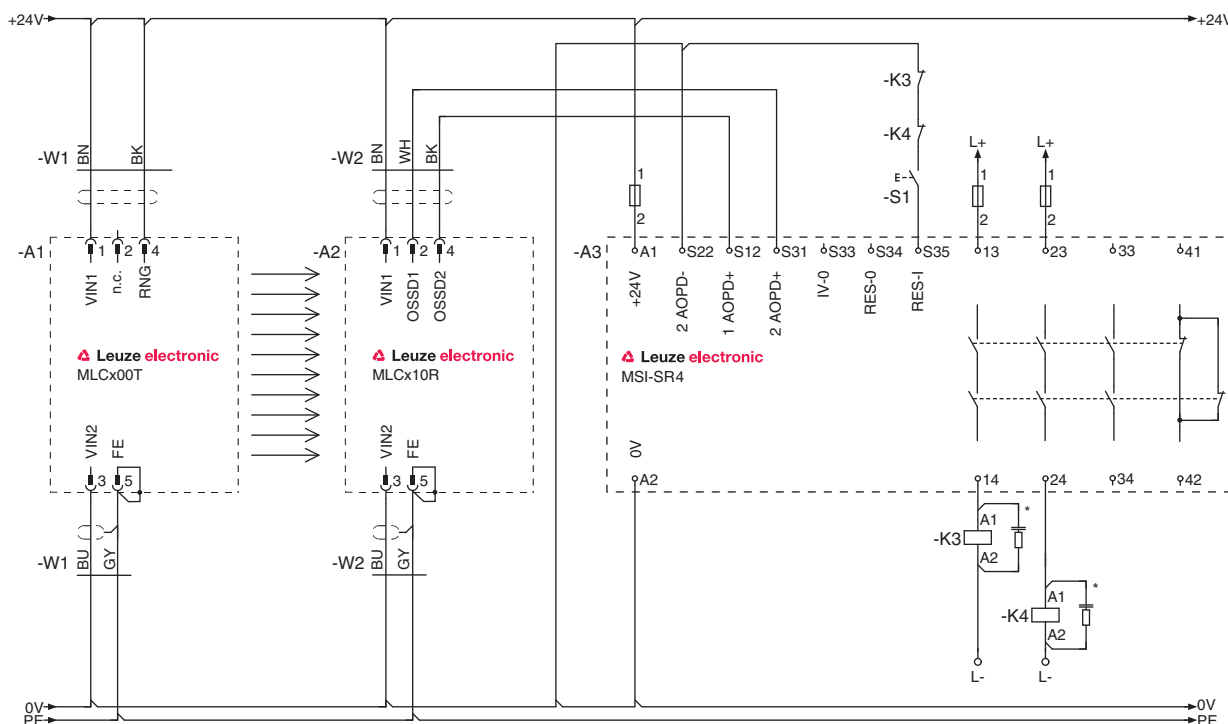 +24V
+24V
-K3
-K4
-W1
BN
BK
-W2
BN
WH
BK
L+
L+
1
2
1
2
1
2
E
-S1
-A1
1
2
4
-A2
1
2
4
-A3
A1
S22
S12
S31
S33
S34
S35
13
23
33
41
VIN1
n.c.
RNG
VIN1
OSSD1
OSSD2
+24V
2 AOPD-
1 AOPD+
2 AOPD+
IV-0
RES-0
RES-I
Leuze electronic
MLCx00T
Leuze electronic
MLCx10R
Leuze electronic
MSI-SR4
VIN2
FE
VIN2
FE
0V
3
5
3
5
A2
14
24
34
42
-K3
A1
A2
*
-W1
BU
GY
-W2
BU
GY
-K4
A1
A2
*
L-
L-
0V
0V
PE
PE